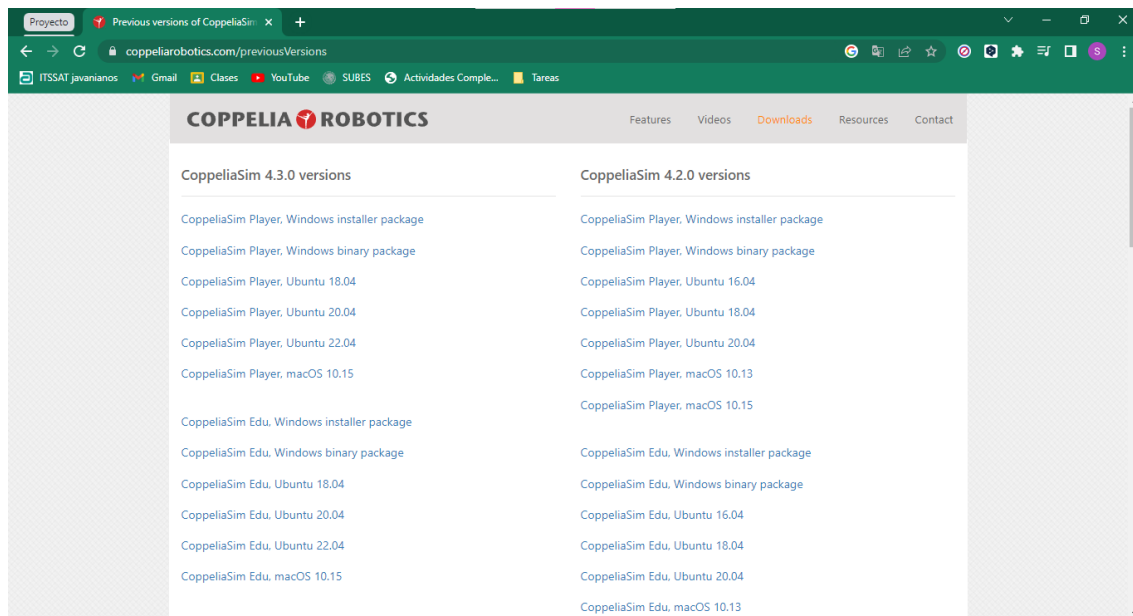 Proyecto
Previous versions of CoppeliaSim
coppeliarobotics.com/previousVersions
S
ITSSAT javanianos
Gmail
Clases
YouTube
SUBES
Actividades Comple...
Tareas
COPPELIA ROBOTICS
Features
Videos
Downloads
Resources
Contact
CoppeliaSim 4.3.0 versions
CoppeliaSim Player, Windows installer package
CoppeliaSim Player, Windows binary package
CoppeliaSim Player, Ubuntu 18.04
CoppeliaSim Player, Ubuntu 20.04
CoppeliaSim Player, Ubuntu 22.04
CoppeliaSim Player, macOS 10.15
CoppeliaSim Edu, Windows installer package
CoppeliaSim Edu, Windows binary package
CoppeliaSim Edu, Ubuntu 18.04
CoppeliaSim Edu, Ubuntu 20.04
CoppeliaSim Edu, Ubuntu 22.04
CoppeliaSim Edu, macOS 10.15
CoppeliaSim 4.2.0 versions
CoppeliaSim Player, Windows installer package
CoppeliaSim Player, Windows binary package
CoppeliaSim Player, Ubuntu 16.04
CoppeliaSim Player, Ubuntu 18.04
CoppeliaSim Player, Ubuntu 20.04
CoppeliaSim Player, macOS 10.13
CoppeliaSim Player, macOS 10.15
CoppeliaSim Edu, Windows installer package
CoppeliaSim Edu, Windows binary package
CoppeliaSim Edu, Ubuntu 16.04
CoppeliaSim Edu, Ubuntu 18.04
CoppeliaSim Edu, Ubuntu 20.04
CoppeliaSim Edu, macOS 10.13